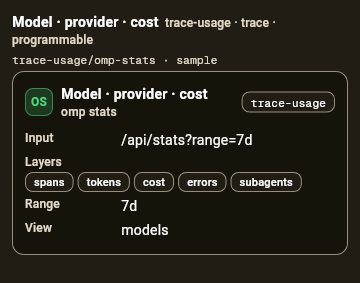 Model · provider · cost trace-usage · trace ·
programmable
trace-usage/omp-stats · sample
OS Model · provider · cost trace-usage
omp stats
Input /api/stats?range=7d
Layers
spans tokens cost errors subagents
Range 7d
View models